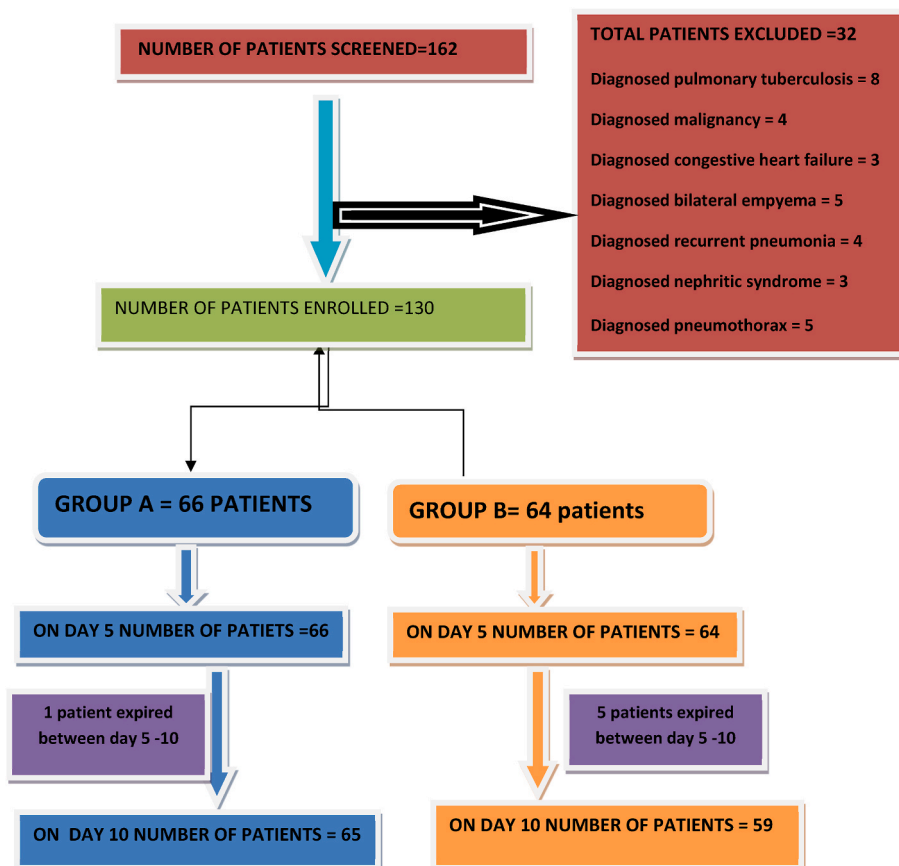 NUMBER OF PATIENTS SCREENED=162
TOTAL PATIENTS EXCLUDED =32
Diagnosed pulmonary tuberculosis = 8
Diagnosed malignancy = 4
Diagnosed congestive heart failure = 3
Diagnosed bilateral empyema = 5
Diagnosed recurrent pneumonia = 4
Diagnosed nephritic syndrome = 3
Diagnosed pneumothorax = 5
NUMBER OF PATIENTS ENROLLED =130
GROUP A = 66 PATIENTS
GROUP B= 64 patients
ON DAY 5 NUMBER OF PATIETS =66
ON DAY 5 NUMBER OF PATIENTS = 64
1 patient expired
between day 5 -10
5 patients expired
between day 5 -10
ON DAY 10 NUMBER OF PATIENTS = 65
ON DAY 10 NUMBER OF PATIENTS = 59